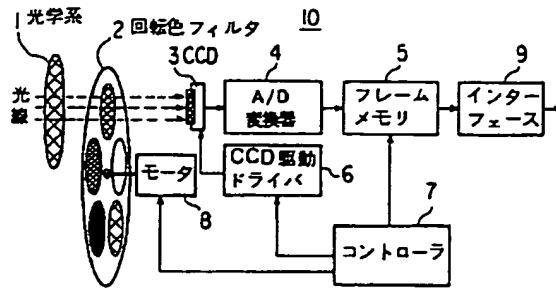 10
1 光学系
2 回転色フィルタ
3 CCD
4
5
9
光線
A/D
変換器
フレーム
メモリ
インター
フェース
モータ
8
CCD駆動
ドライバ
6
7
コントローラ